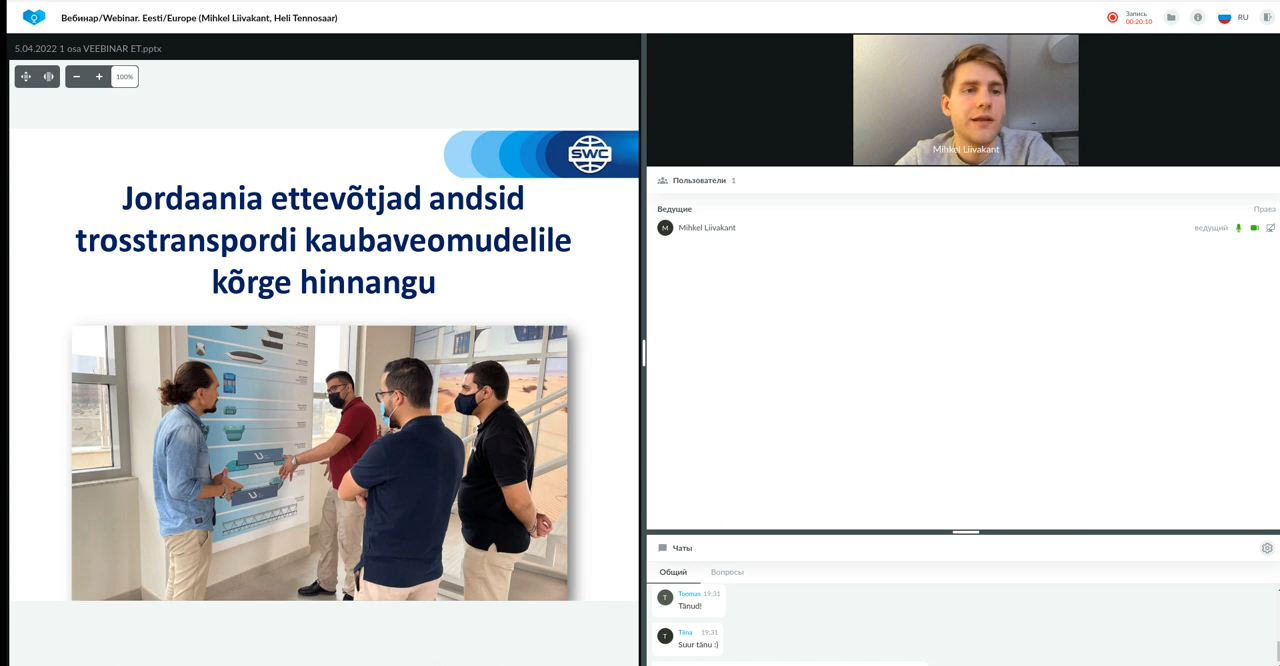 Вебинар/Webinar. Eesti/Europe (Mihkel Liivakant, Heli Tennosaar)
Запись
00:20:10
RU
5.04.2022 1 osa VEEBINAR ET.pptx
100%
SWC
Jordaania ettevõtjad andsid
trosstranspordi kaubaveomudelile
kõrge hinnangu
Mihkel Liivakant
Пользователи 1
Ведущие
Права
M
Mihkel Liivakant
ведущий
Чаты
Общий
Вопросы
T
Toomas 19:31
Tänud!
T
Tiina 19:31
Suur tänu :)